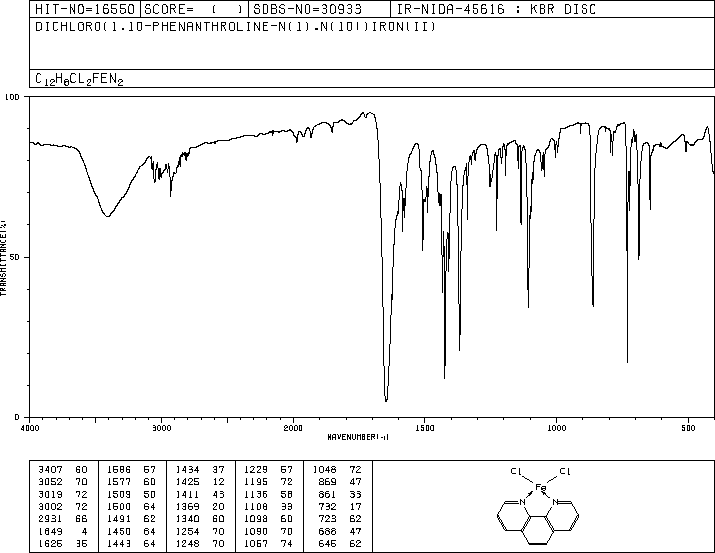 HIT-NO=16550 SCORE= ( ) SDBS-NO=30933 IR-NIDA-45616 : KBR DISC
DICHLORO(1,10-PHENANTHROLINE-N(1),N(10))IRON(II)
C12H8CL2FEN2
100
50
0
TRANSMITTANCE(%)
4000 3000 2000 1500 1000 500
WAVENUMBER(-1)
3407 60 1586 57 1434 37 1229 57 1048 72
3052 70 1577 60 1425 12 1195 72 869 47
3019 72 1509 50 1411 45 1136 58 861 33
3002 72 1500 64 1369 20 1108 33 732 17
2931 66 1491 62 1340 60 1098 60 723 62
1649 4 1450 64 1254 70 1090 70 688 47
1626 35 1443 64 1248 70 1067 74 645 62
Cl Cl
Fe
N N